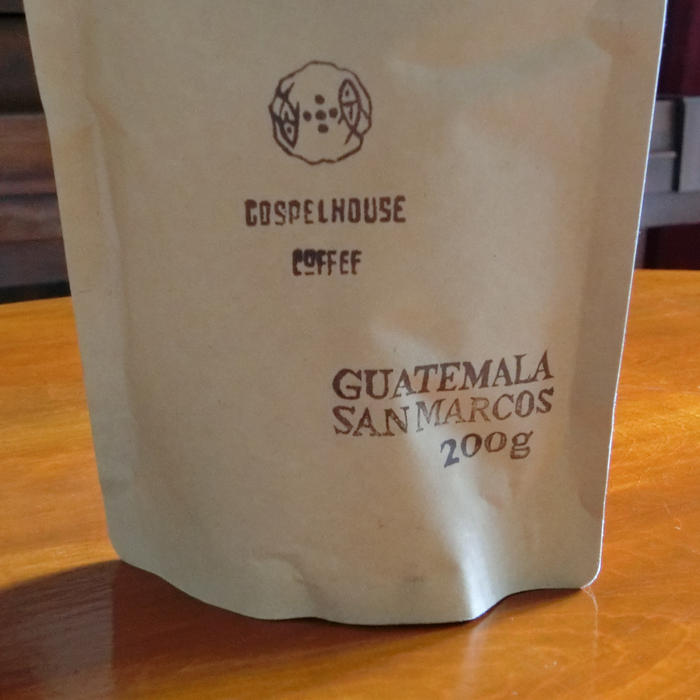 GOSPELHOUSE
COFFEE
GUATEMALA
SAN MARCOS
200g